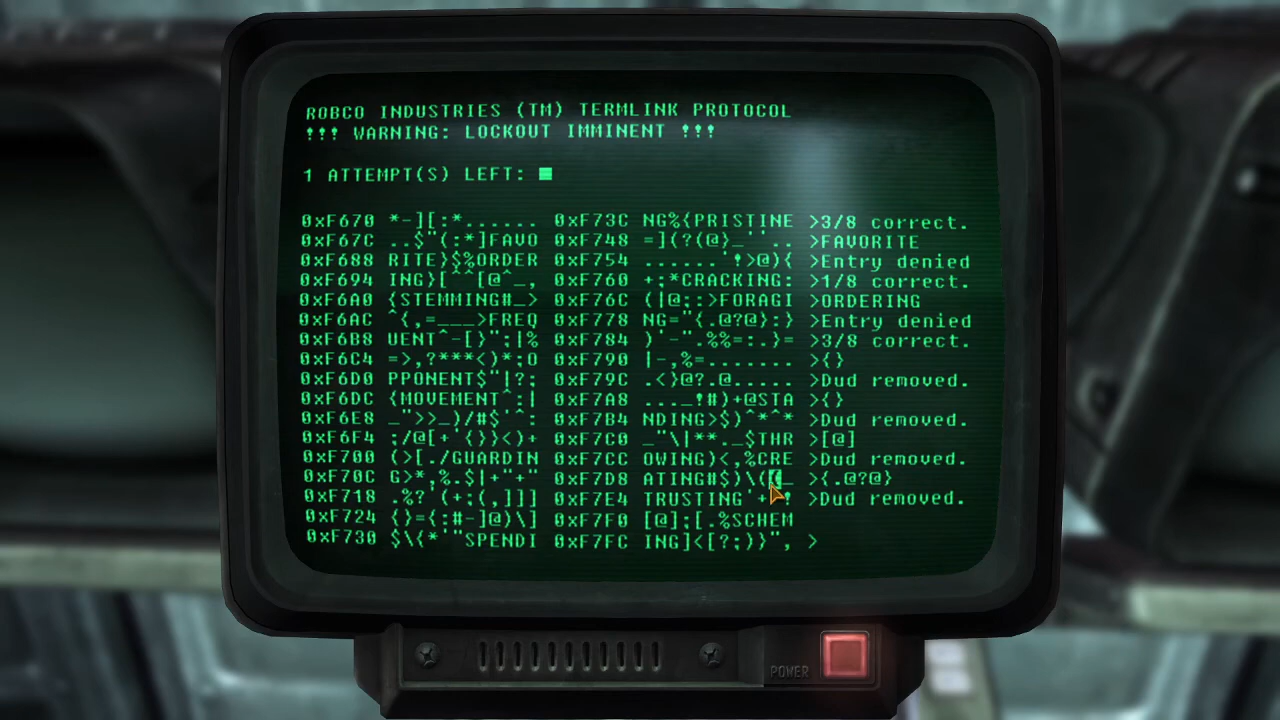 ROBCO INDUSTRIES (TM) TERMLINK PROTOCOL
!!! WARNING: LOCKOUT IMMINENT !!!
1 ATTEMPT(S) LEFT:
0xF670 *-][:*...... 0xF73C NG%{PRISTINE >3/8 correct.
0xF67C ..$"(:*]FAVO 0xF748 =](?(@}_''.. >FAVORITE
0xF688 RITE}$%ORDER 0xF754 ......'!>@){ >Entry denied
0xF694 ING}[^^[@^_, 0xF760 +;*CRACKING: >1/8 correct.
0xF6A0 {STEMMING#_> 0xF76C (|@;:>FORAGI >ORDERING
0xF6AC ^{,=___>FREQ 0xF778 NG="{.@?@}:} >Entry denied
0xF6B8 UENT^-[}";|% 0xF784 )'-".%%=:.}= >3/8 correct.
0xF6C4 =>,?***<)*;O 0xF790 |-,%=....... >{}
0xF6D0 PPONENT$"|?; 0xF79C .<}@?.@..... >Dud removed.
0xF6DC {MOVEMENT^:| 0xF7A8 ...._!#)+@STA >{}
0xF6E8 _">>_)/#$'^: 0xF7B4 NDING>$)^*^* >Dud removed.
0xF6F4 ;/@[+'{}}<)+ 0xF7C0 _"\|**._$THR >[@]
0xF700 (>[./GUARDIN 0xF7CC OWING)<,%CRE >Dud removed.
0xF70C G>*,%.$|+"+" 0xF7D8 ATING#$)\({_ >{.@?@}
0xF718 .%?'(+;(,]]] 0xF7E4 TRUSTING'+ ! >Dud removed.
0xF724 {}={:#-]@)\] 0xF7F0 [@];[.%SCHEM
0xF730 $\(*'"SPENDI 0xF7FC ING]<[?;)}", >
POWER